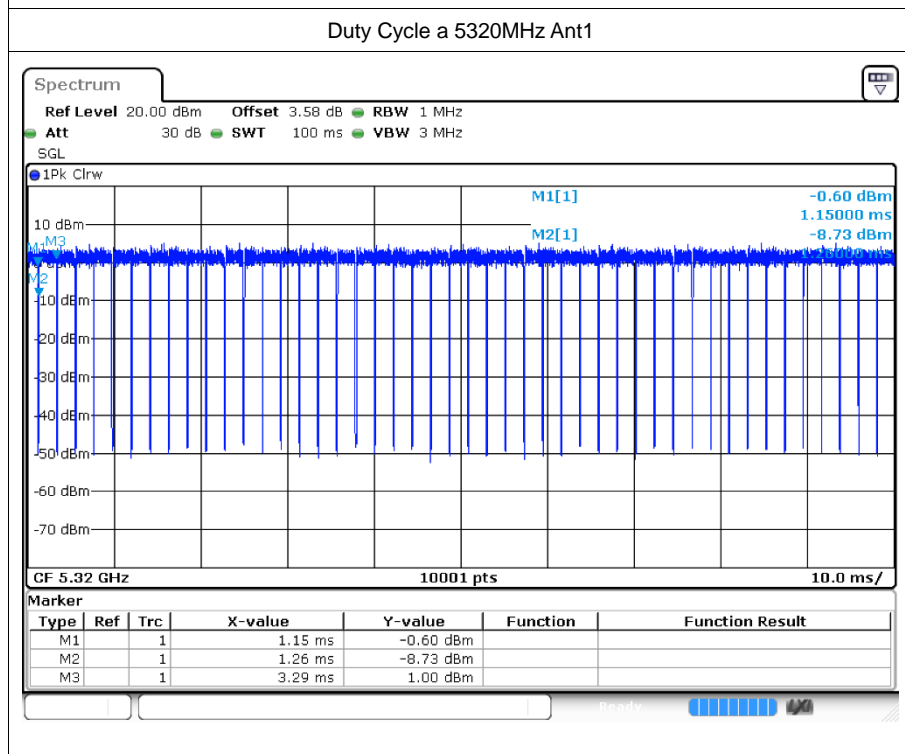 Duty Cycle a 5320MHz Ant1
Spectrum
Ref Level 20.00 dBm Offset 3.58 dB RBW 1 MHz
Att 30 dB SWT 100 ms VBW 3 MHz
SGL
1Pk Clrw
M1[1] -0.60 dBm
1.15000 ms
10 dBm
M2[1] -8.73 dBm
1.26000 ms
M1 M3
M2
-10 dBm
-20 dBm
-30 dBm
-40 dBm
-50 dBm
-60 dBm
-70 dBm
CF 5.32 GHz 10001 pts 10.0 ms/
Marker
Type Ref Trc X-value Y-value Function Function Result
M1 1 1.15 ms -0.60 dBm
M2 1 1.26 ms -8.73 dBm
M3 1 3.29 ms 1.00 dBm
Ready